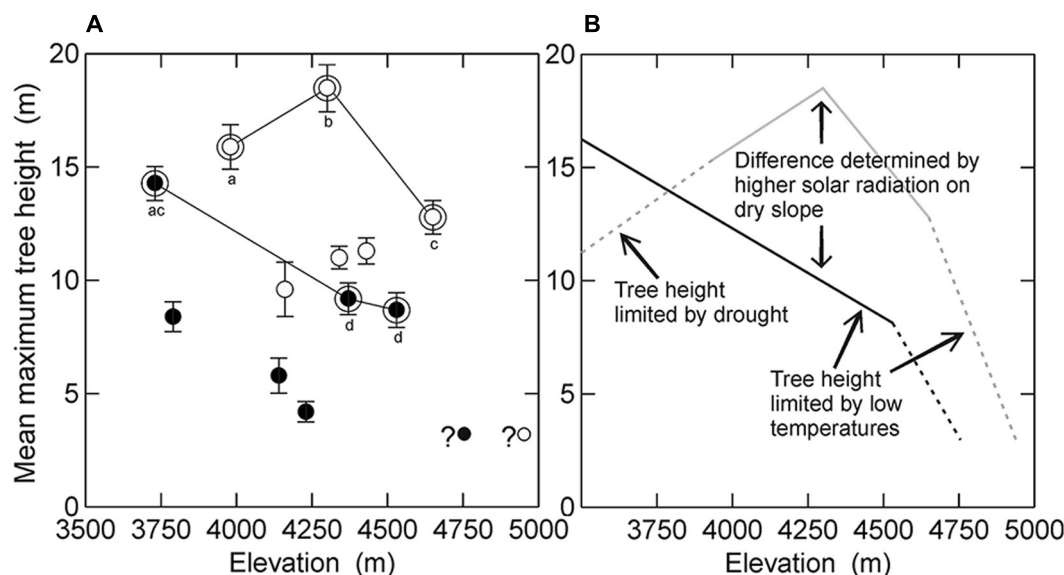 A
B
20
15
10
5
0
Mean maximum tree height (m)
a
b
c
ac
d
d
?
?
3500
3750
4000
4250
4500
4750
5000
Elevation (m)
20
15
10
5
0
Difference determined by
higher solar radiation on
dry slope
Tree height
limited by drought
Tree height
limited by low
temperatures
3750
4000
4250
4500
4750
5000
Elevation (m)